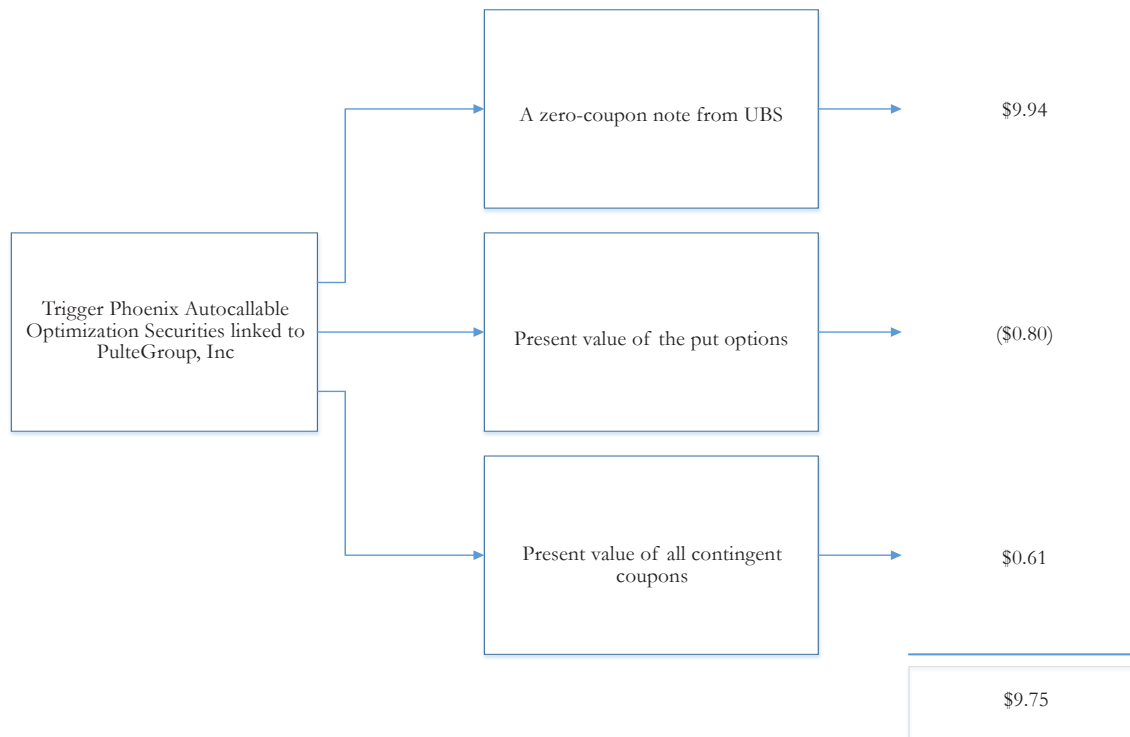 A zero-coupon note from UBS
$9.94
Trigger Phoenix Autocallable
Optimization Securities linked to
PulteGroup, Inc
Present value of the put options
($0.80)
Present value of all contingent
coupons
$0.61
$9.75